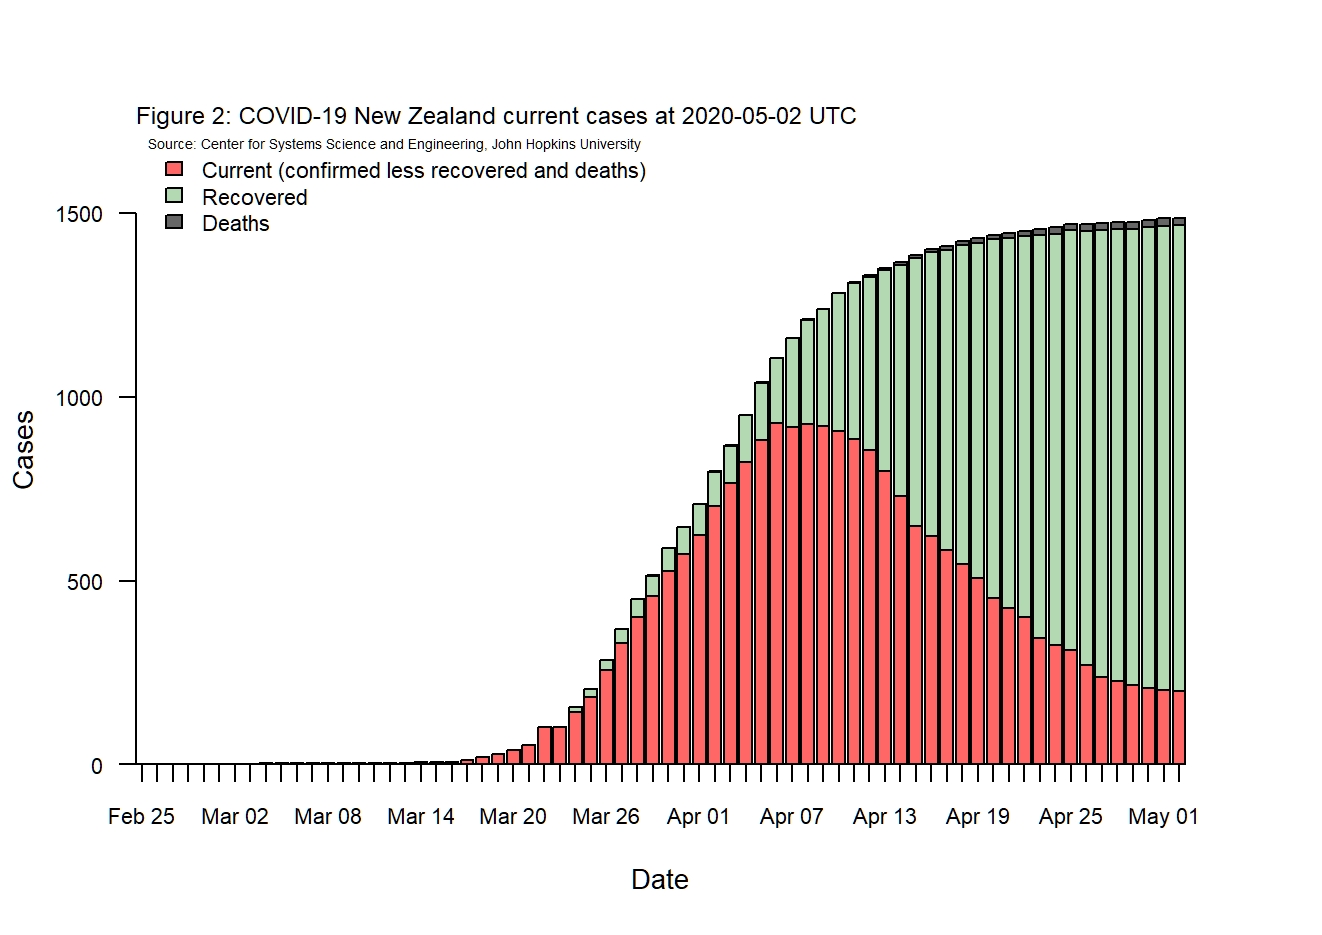 Figure 2: COVID-19 New Zealand current cases at 2020-05-02 UTC
Source: Center for Systems Science and Engineering, John Hopkins University
Current (confirmed less recovered and deaths)
Recovered
Deaths
1500
1000
500
0
Cases
Feb 25 Mar 02 Mar 08 Mar 14 Mar 20 Mar 26 Apr 01 Apr 07 Apr 13 Apr 19 Apr 25 May 01
Date